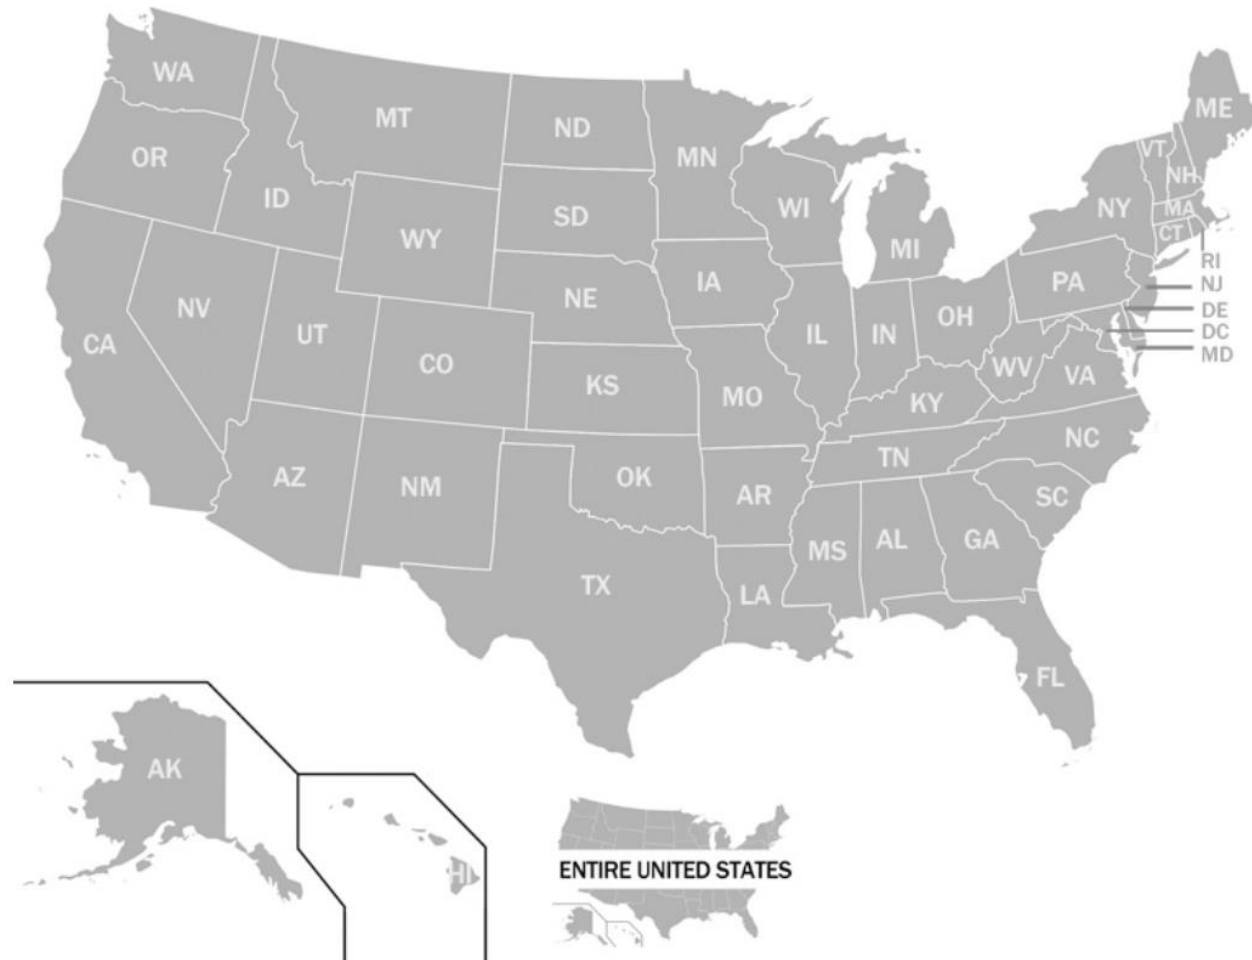 WA
MT
ND
MN
ME
OR
ID
SD
WI
VT
NH
NY
MA
CT
WY
MI
RI
NV
NE
IA
PA
NJ
CA
UT
CO
IL
IN
OH
DE
DC
MD
KS
MO
WV
VA
KY
NC
AZ
NM
OK
TN
AR
SC
MS
AL
GA
TX
LA
FL
AK
HI
ENTIRE UNITED STATES